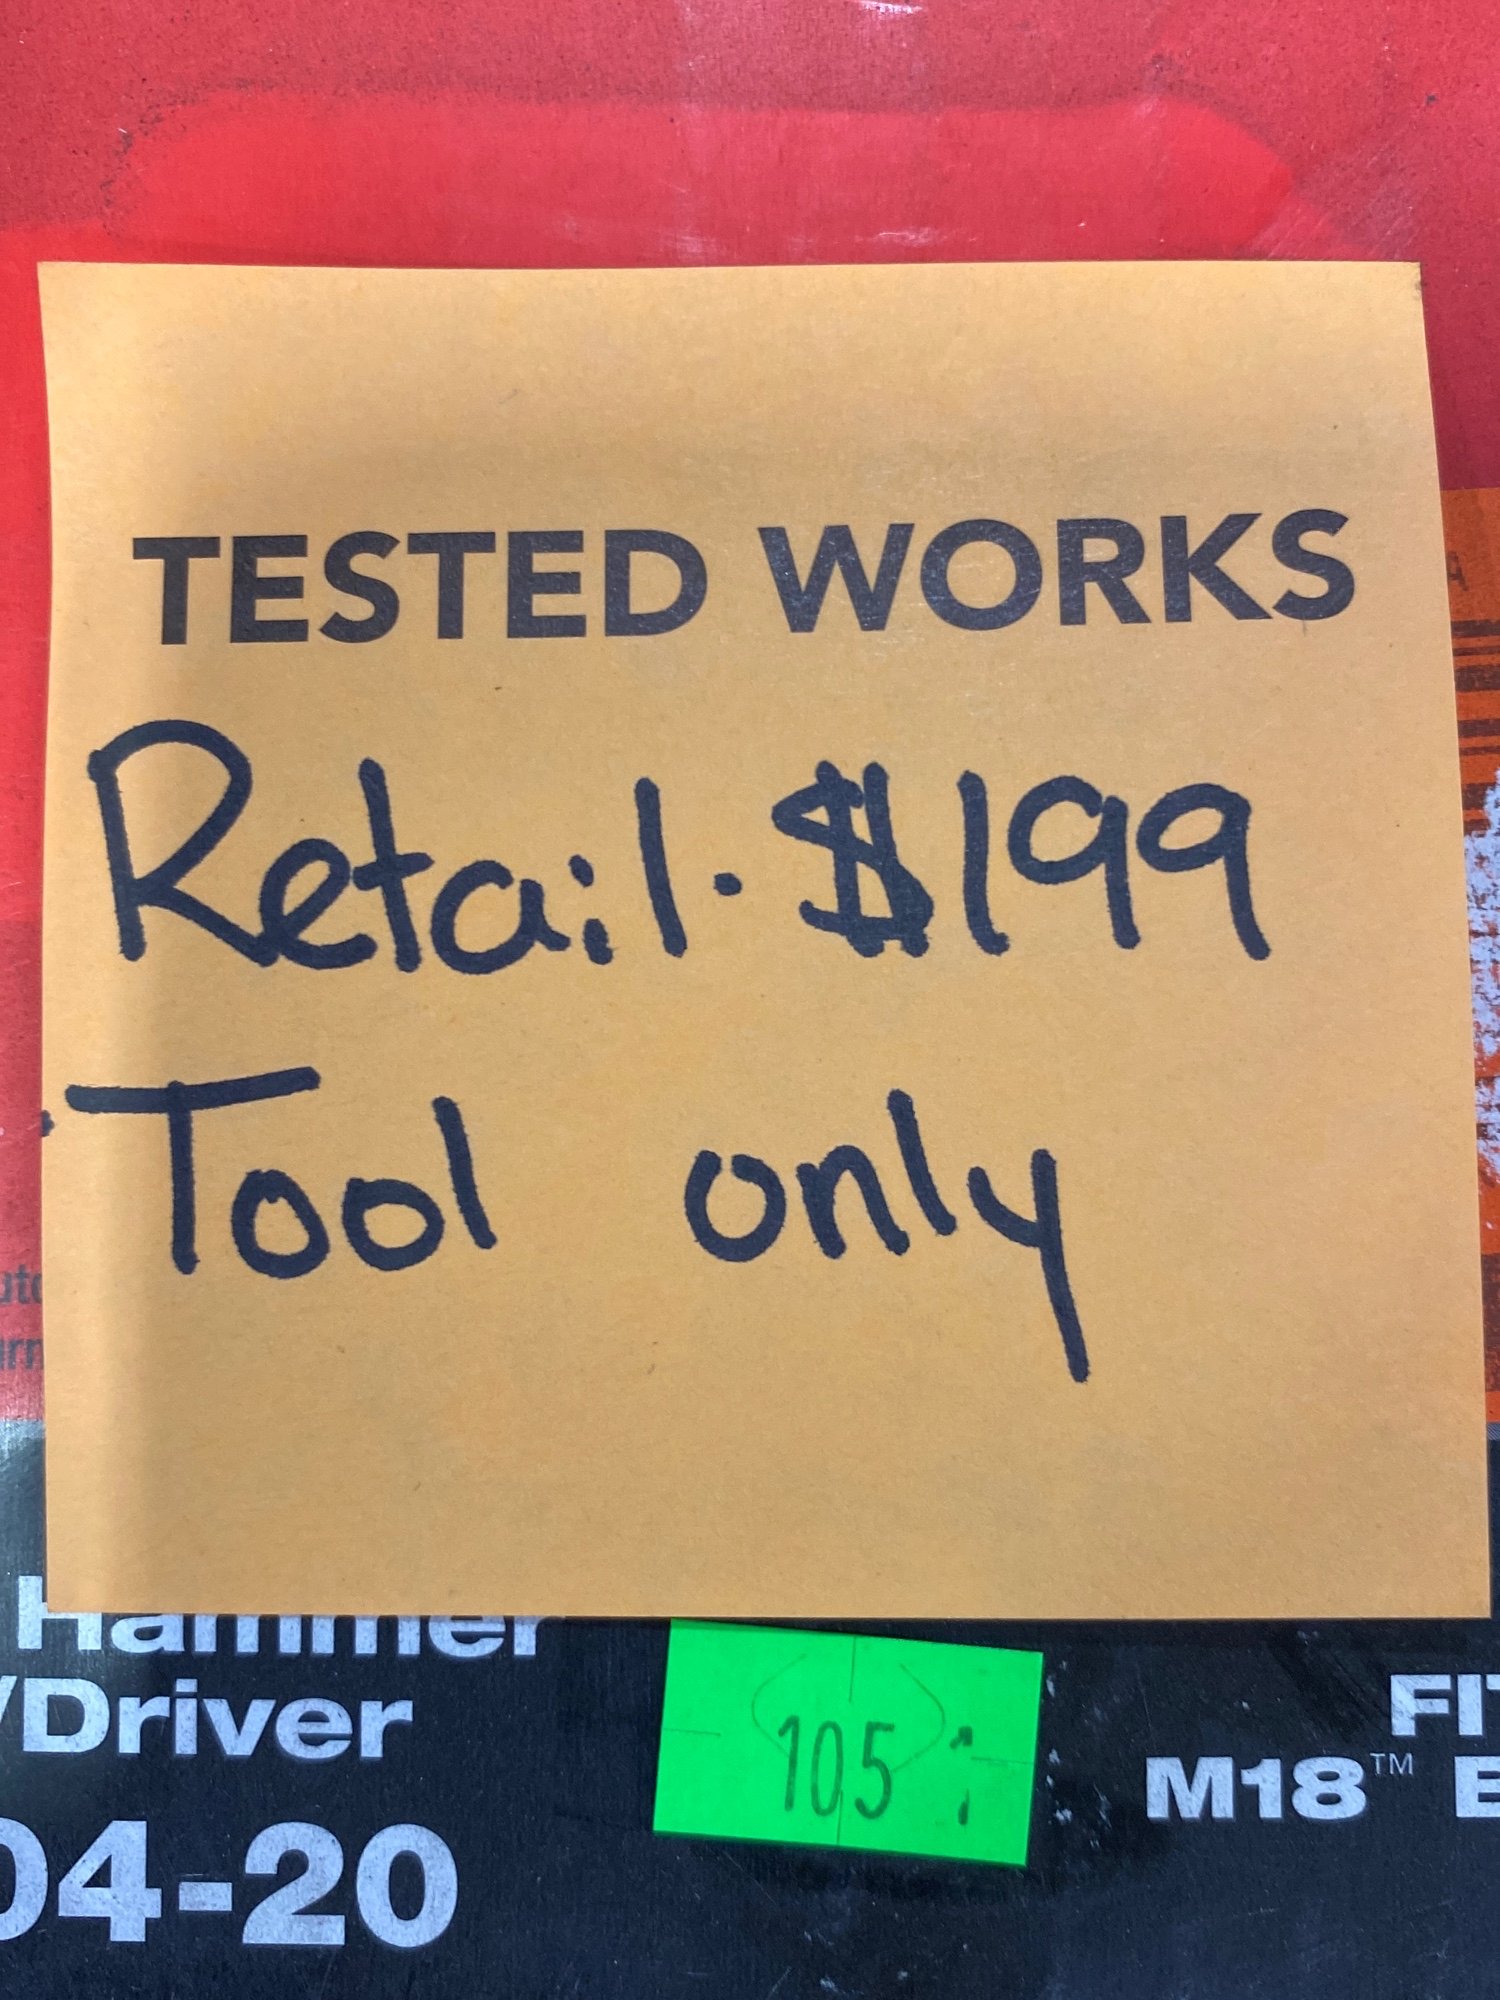 TESTED WORKS
Retail. $199
Tool only
Hammer
/Driver
04-20
105
FIT
M18™